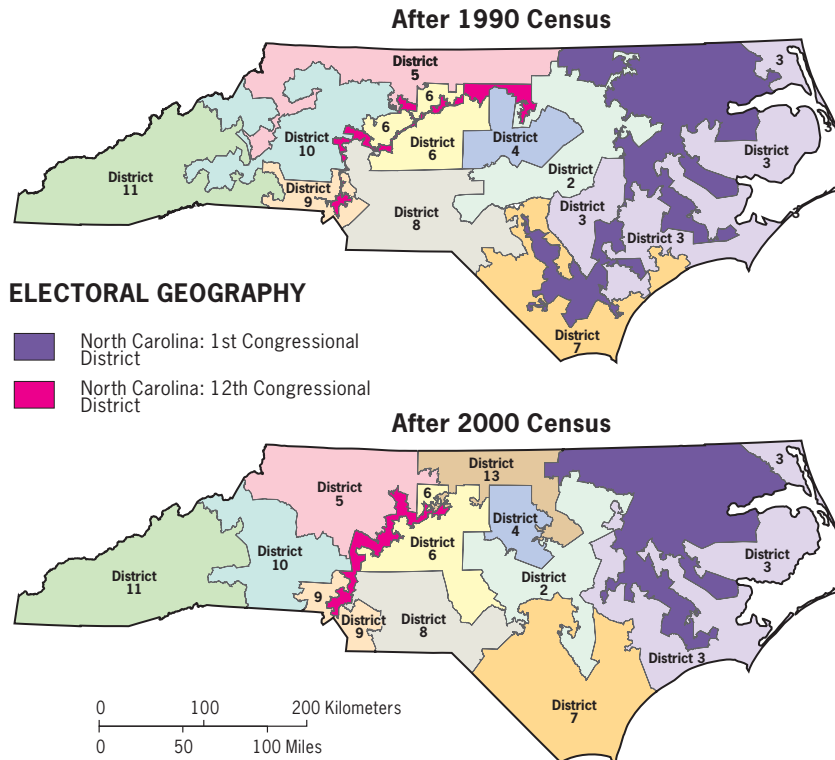 After 1990 Census
District
5
3
6
6
District
10
District
6
District
4
District
3
District
11
District
2
District
9
District
8
District
3
District 3
District
7
ELECTORAL GEOGRAPHY
North Carolina: 1st Congressional
District
North Carolina: 12th Congressional
District
After 2000 Census
3
District
13
District
5
6
District
4
District
6
District
10
District
3
District
11
District
2
9
District
9
District
8
District 3
District
7
0 100 200 Kilometers
0 50 100 Miles